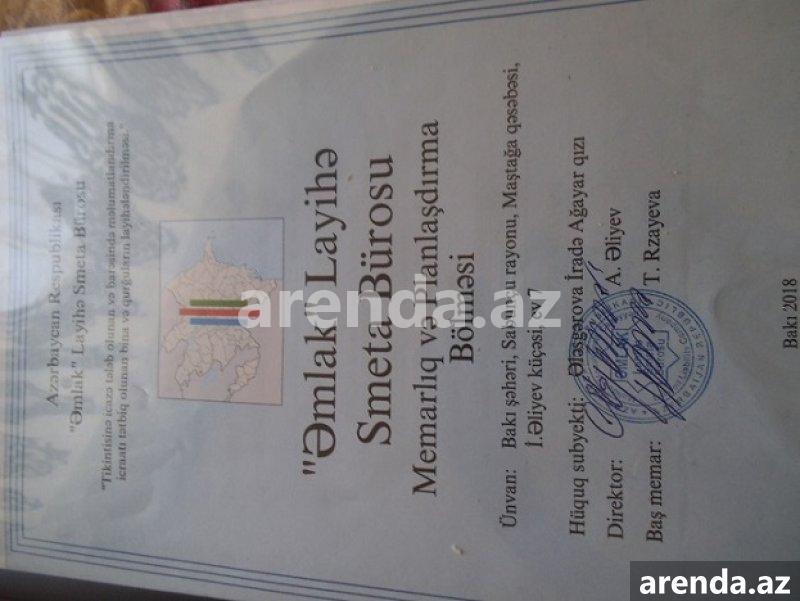 Azərbaycan Respublikası
"Əmlak" Layihə Smeta Bürosu
"Tikintisinə icazə tələb olunan və barəsində məlumatlandırma
icraatı tətbiq olunan bina və qurğuların layihələndirilməsi."
"Əmlak" Layihə
Smeta Bürosu
Memarlıq və Planlaşdırma
Bölməsi
Ünvan: Bakı şəhəri, Sabunçu rayonu, Maştağa qəsəbəsi,
İ.Əliyev küçəsi, ev 7
Hüquq subyekti: Ələsgərova İradə Ağayar qızı
Direktor: A. Əliyev
Baş memar: T. Rzayeva
Bakı 2018
arenda.az
arenda.az